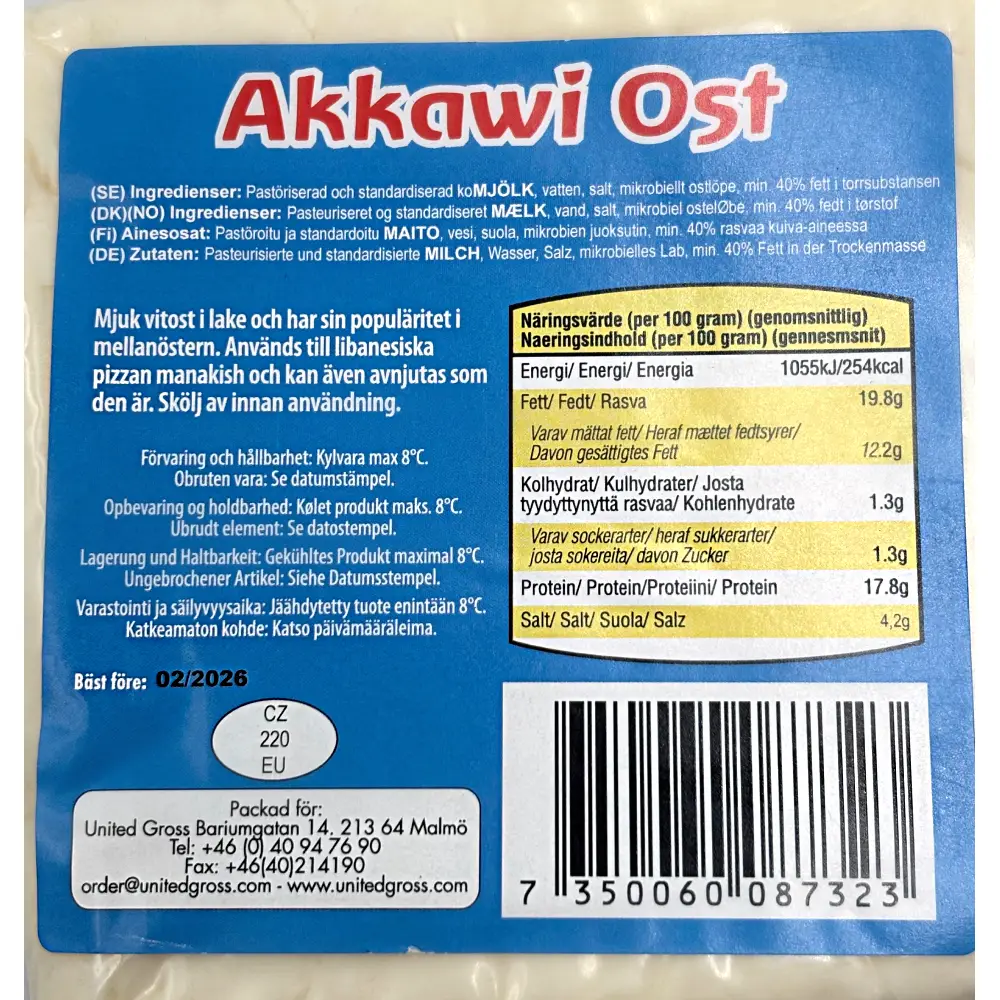 Akkawi Ost
(SE) Ingredienser: Pastöriserad och standardiserad koMJÖLK, vatten, salt, mikrobiellt ostlöpe, min. 40% fett i torrsubstansen
(DK)(NO) Ingredienser: Pasteuriseret og standardiseret MÆLK, vand, salt, mikrobiel ostelØbe, min. 40% fedt i tørstof
(Fi) Ainesosat: Pastöroitu ja standardoitu MAITO, vesi, suola, mikrobien juoksutin, min. 40% rasvaa kuiva-aineessa
(DE) Zutaten: Pasteurisierte und standardisierte MILCH, Wasser, Salz, mikrobielles Lab, min. 40% Fett in der Trockenmasse
Mjuk vitost i lake och har sin populäritet i
mellanöstern. Används till libanesiska
pizzan manakish och kan även avnjutas som
den är. Skölj av innan användning.
Förvaring och hållbarhet: Kylvara max 8°C.
Obruten vara: Se datumstämpel.
Opbevaring og holdbarhed: Kølet produkt maks. 8°C.
Ubrudt element: Se datostempel.
Lagerung und Haltbarkeit: Gekühltes Produkt maximal 8°C.
Ungebrochener Artikel: Siehe Datumsstempel.
Varastointi ja säilyvyysaika: Jäähdytetty tuote enintään 8°C.
Katkeamaton kohde: Katso päivämääräleima.
Bäst före: 02/2026
CZ
220
EU
Packad för:
United Gross Bariumgatan 14, 213 64 Malmö
Tel: +46 (0) 40 94 76 90
Fax: +46(40)214190
order@unitedgross.com - www.unitedgross.com
Näringsvärde (per 100 gram) (genomsnittlig)
Naeringsindhold (per 100 gram) (gennesmsnit)
Energi/ Energi/ Energia 1055kJ/254kcal
Fett/ Fedt/ Rasva 19.8g
Varav mättat fett/ Heraf mættet fedtsyrer/
Davon gesättigtes Fett 12.2g
Kolhydrat/ Kulhydrater/ Josta
tyydyttynyttä rasvaa/ Kohlenhydrate 1.3g
Varav sockerarter/ heraf sukkerarter/
josta sokereita/ davon Zucker 1.3g
Protein/ Protein/Proteiini/ Protein 17.8g
Salt/ Salt/ Suola/ Salz 4,2g
7 350060 087323